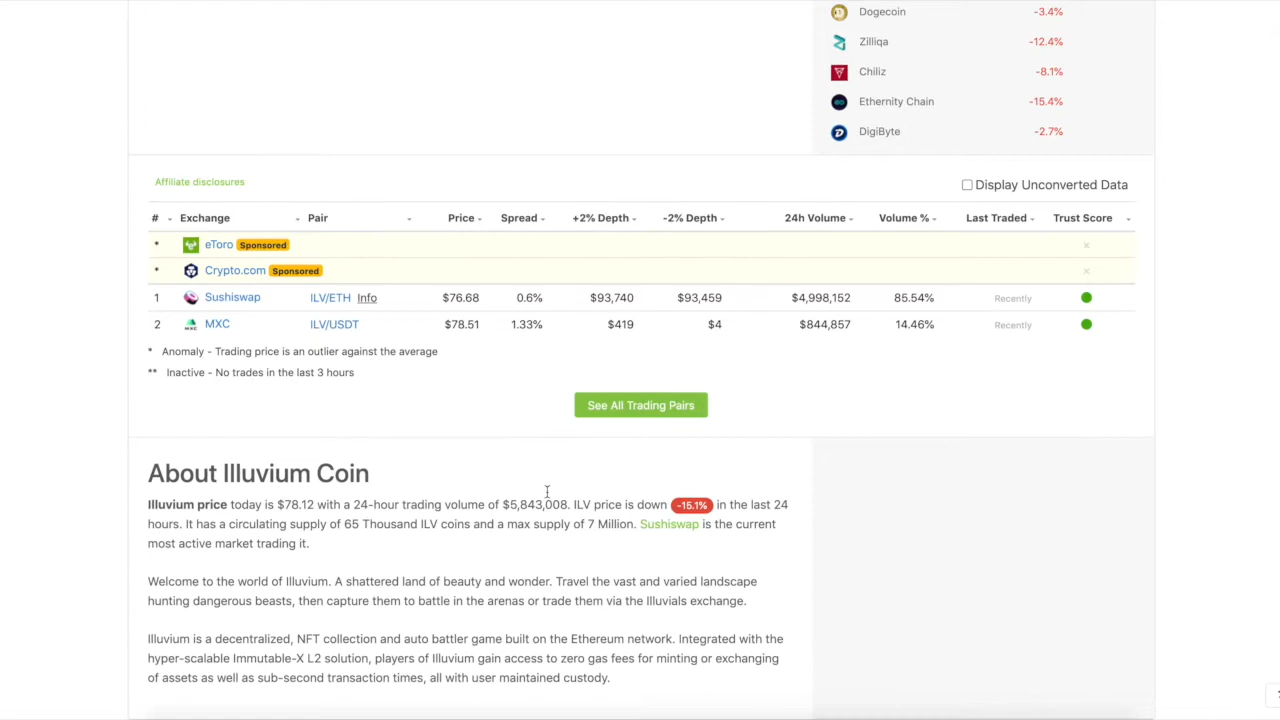 Dogecoin -3.4%
Zilliqa -12.4%
Chiliz -8.1%
Ethernity Chain -15.4%
DigiByte -2.7%
Affiliate disclosures
Display Unconverted Data
# Exchange Pair Price Spread +2% Depth -2% Depth 24h Volume Volume % Last Traded Trust Score
* eToro Sponsored ×
* Crypto.com Sponsored ×
1 Sushiswap ILV/ETH Info $76.68 0.6% $93,740 $93,459 $4,998,152 85.54% Recently
2 MXC ILV/USDT $78.51 1.33% $419 $4 $844,857 14.46% Recently
* Anomaly - Trading price is an outlier against the average
** Inactive - No trades in the last 3 hours
See All Trading Pairs
About Illuvium Coin
Illuvium price today is $78.12 with a 24-hour trading volume of $5,843,008. ILV price is down -15.1% in the last 24
hours. It has a circulating supply of 65 Thousand ILV coins and a max supply of 7 Million. Sushiswap is the current
most active market trading it.
Welcome to the world of Illuvium. A shattered land of beauty and wonder. Travel the vast and varied landscape
hunting dangerous beasts, then capture them to battle in the arenas or trade them via the Illuvials exchange.
Illuvium is a decentralized, NFT collection and auto battler game built on the Ethereum network. Integrated with the
hyper-scalable Immutable-X L2 solution, players of Illuvium gain access to zero gas fees for minting or exchanging
of assets as well as sub-second transaction times, all with user maintained custody.